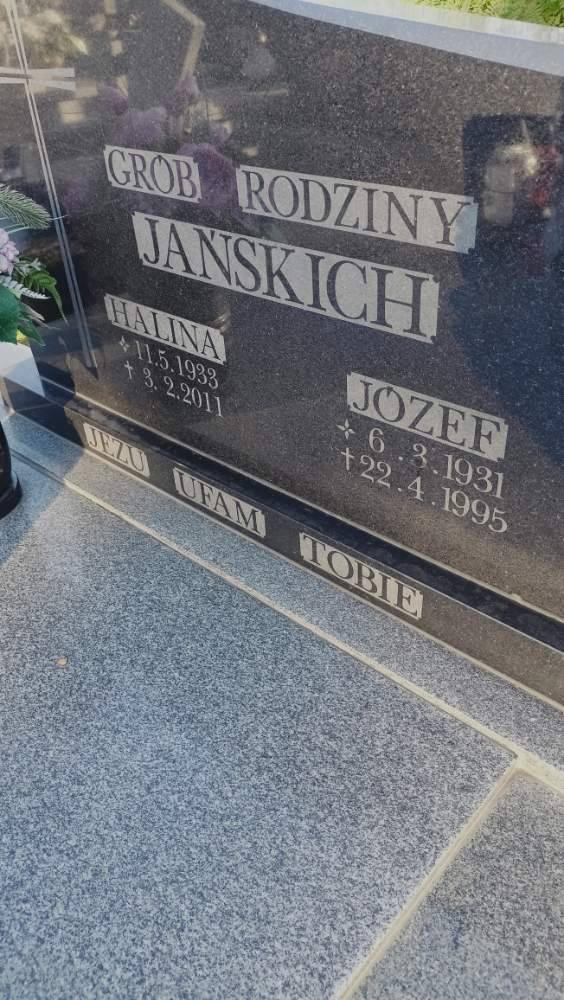 GRÓB RODZINY
JAŃSKICH
HALINA
11.5.1933
† 3.2.2011
JÓZEF
6.3.1931
†22.4.1995
JEZU UFAM TOBIE